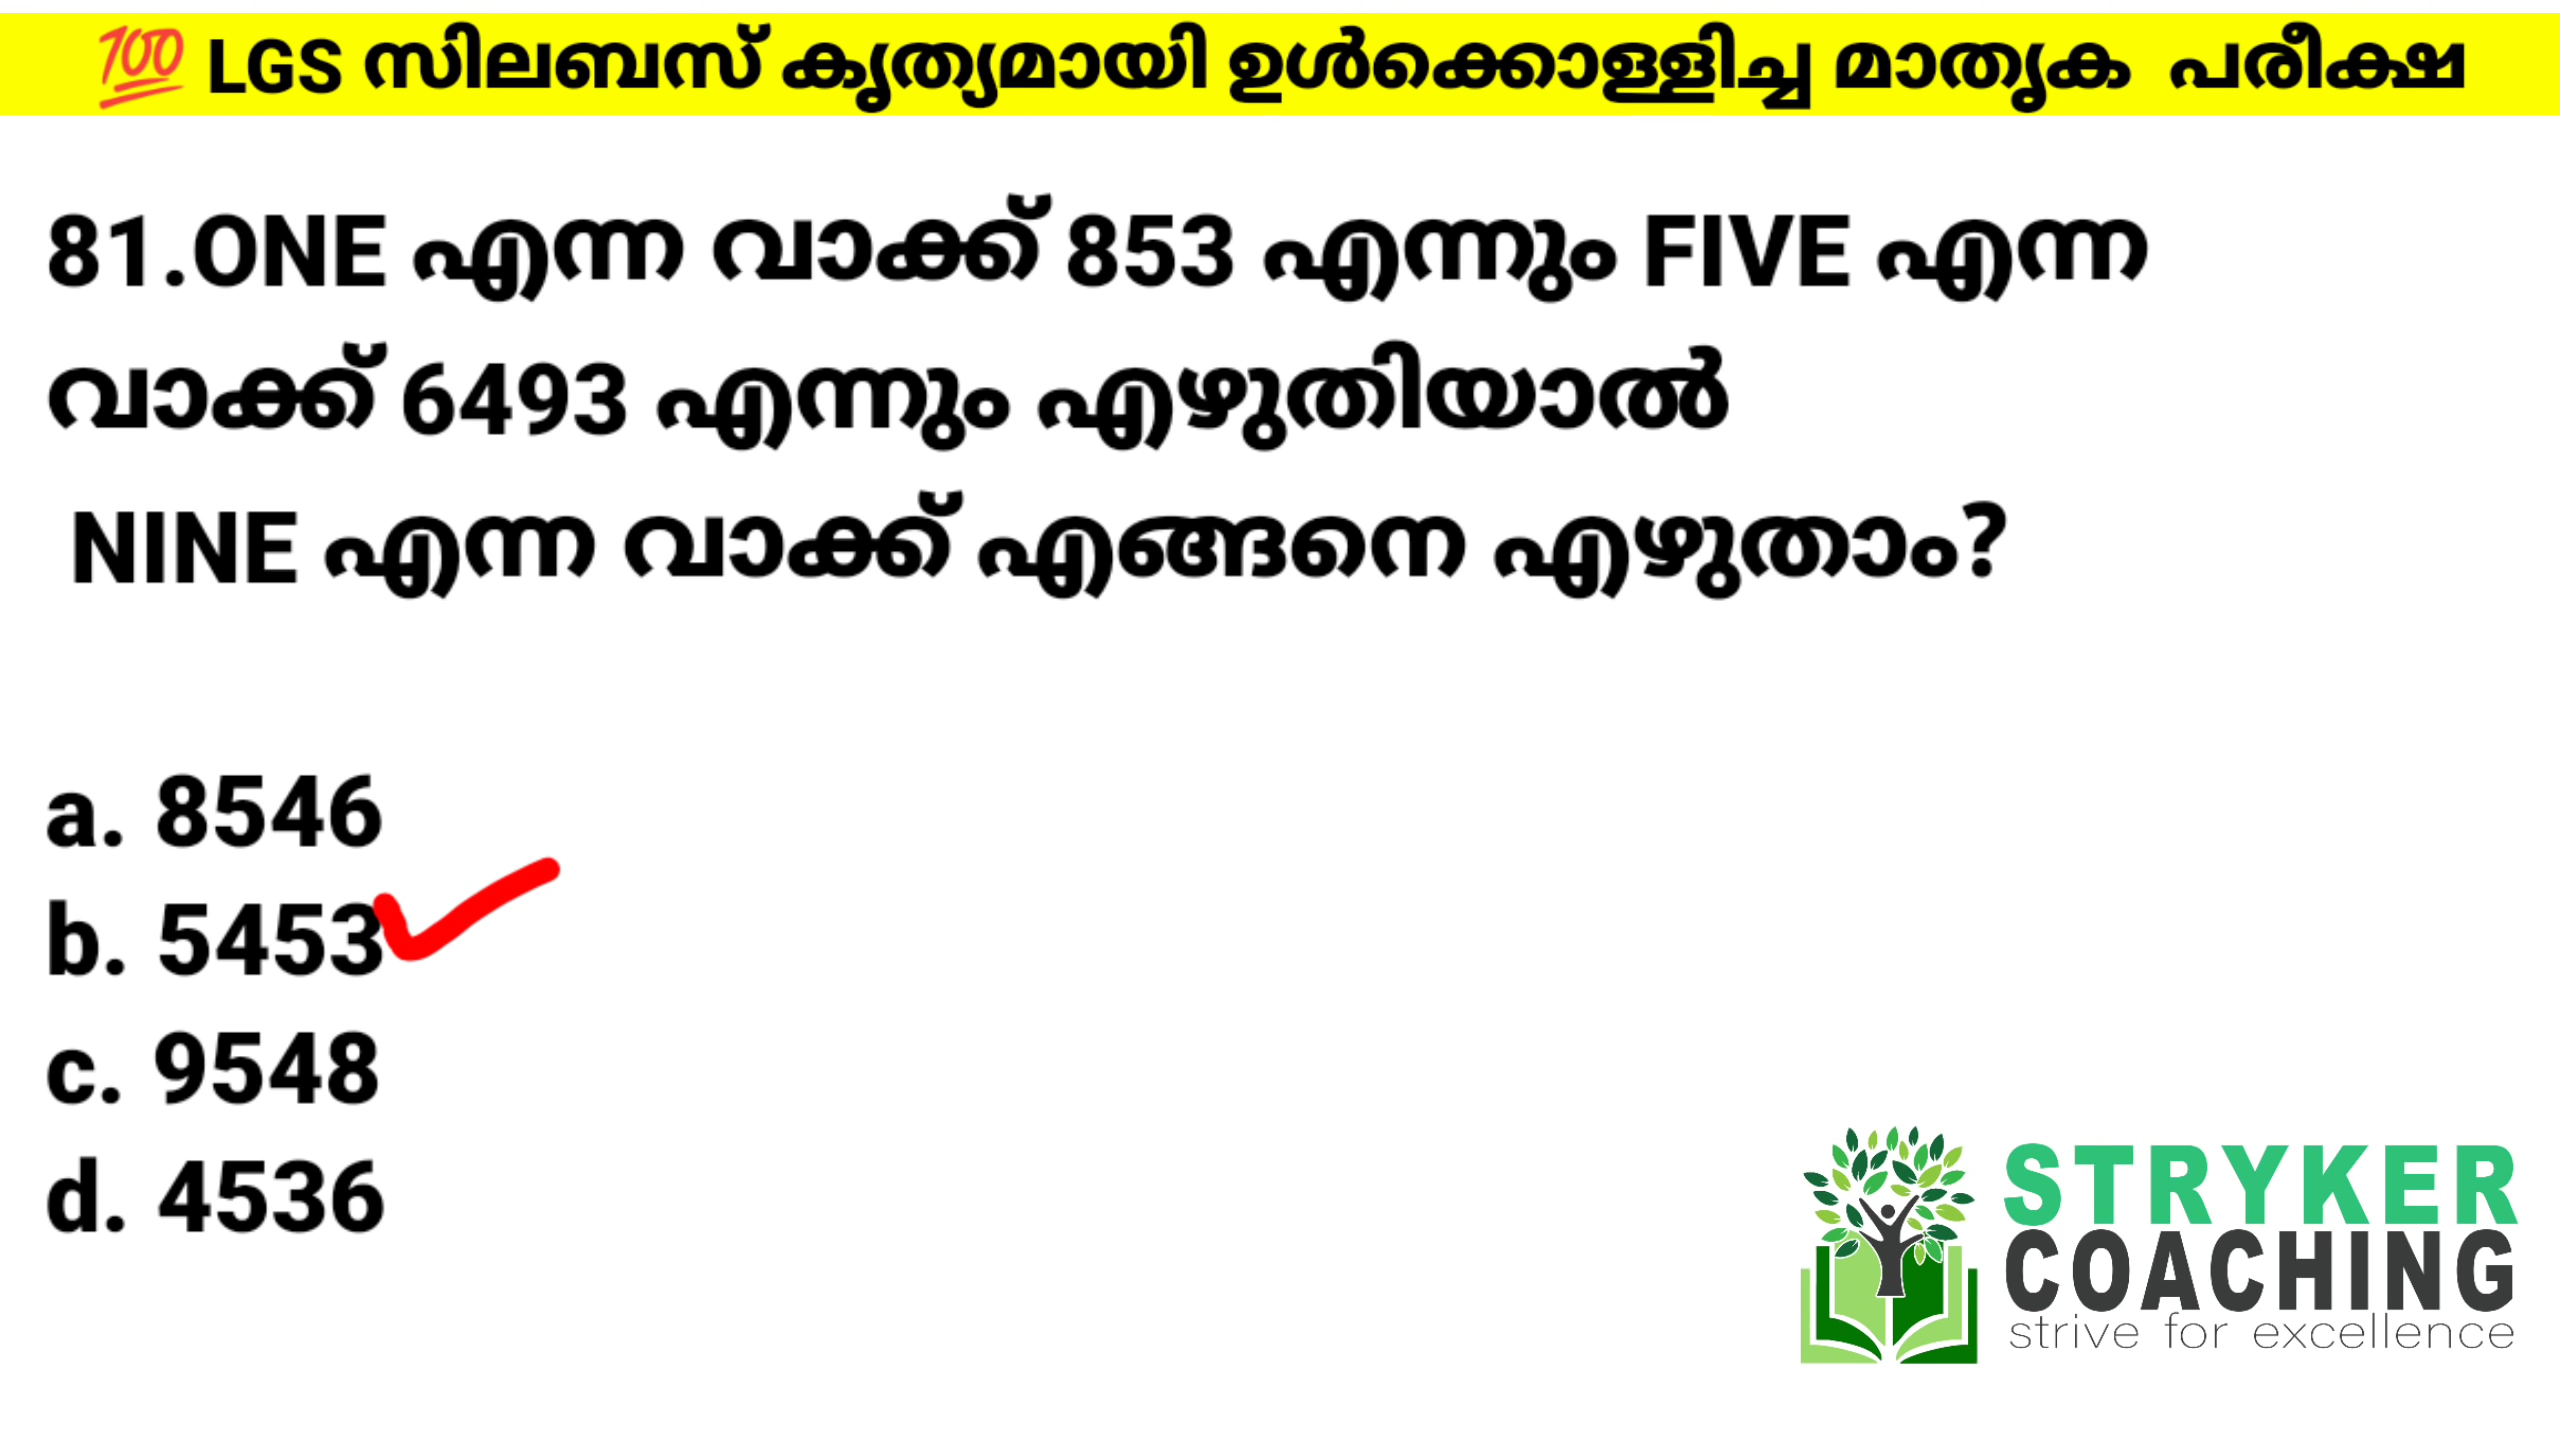 💯 LGS സിലബസ് കൃത്യമായി ഉൾക്കൊള്ളിച്ച മാതൃക പരീക്ഷ
81.ONE എന്ന വാക്ക് 853 എന്നും FIVE എന്ന
വാക്ക് 6493 എന്നും എഴുതിയാൽ
NINE എന്ന വാക്ക് എങ്ങനെ എഴുതാം?
a. 8546
b. 5453
c. 9548
d. 4536
STRYKER
COACHING
strive for excellence